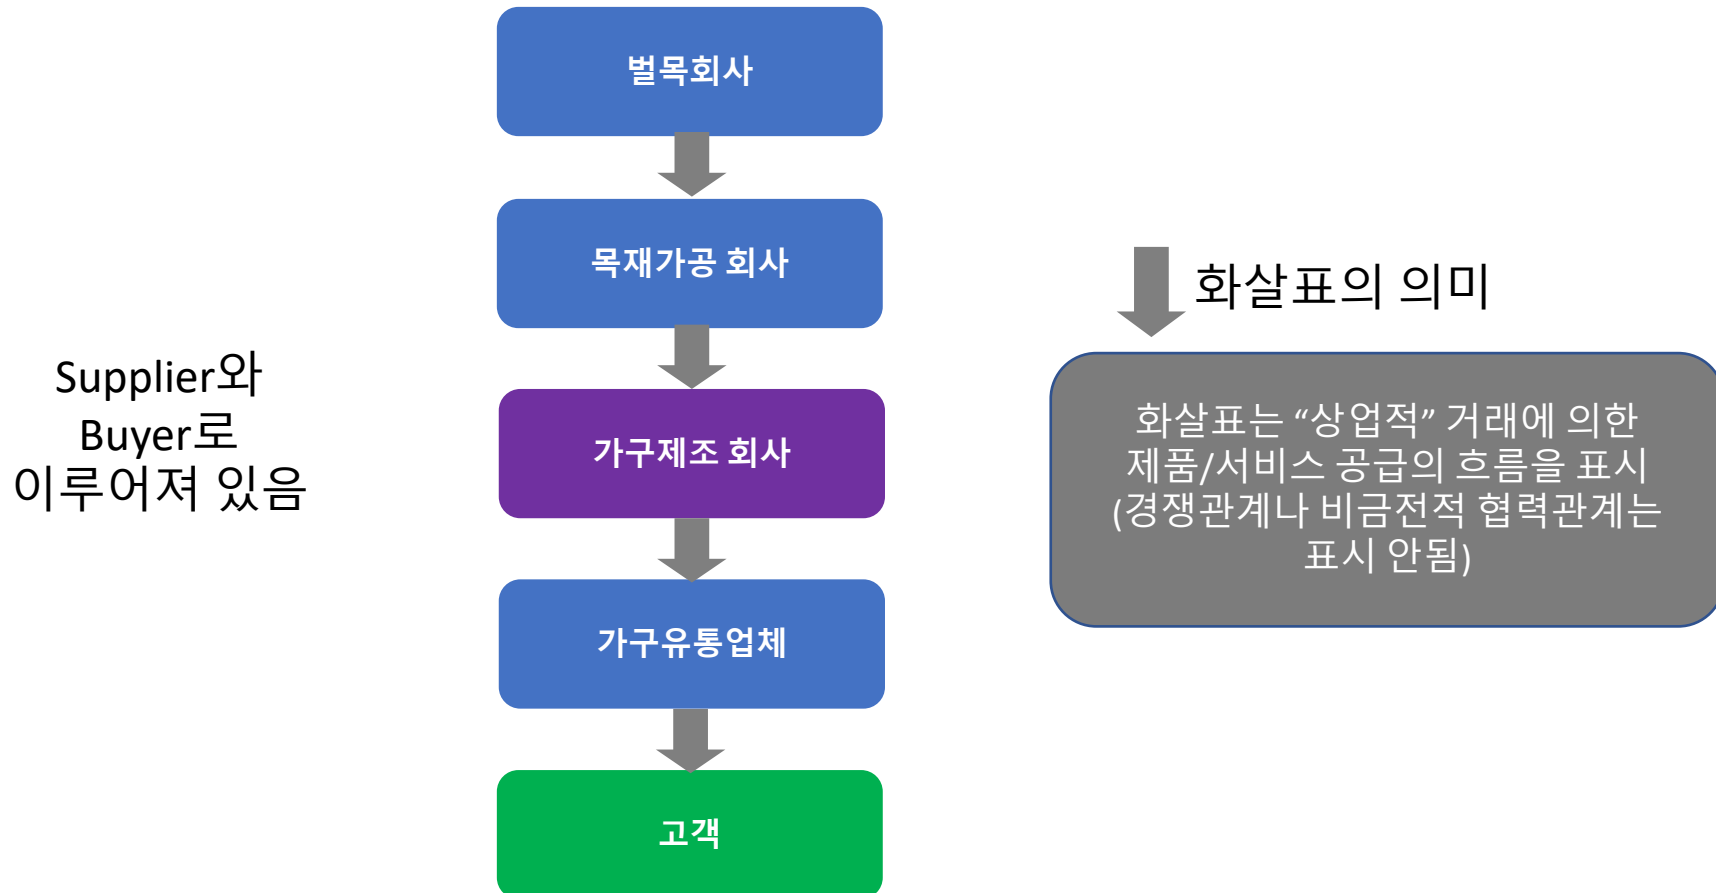 벌목회사
목재가공 회사
가구제조 회사
가구유통업체
고객
Supplier와
Buyer로
이루어져 있음
화살표의 의미
화살표는 “상업적” 거래에 의한
제품/서비스 공급의 흐름을 표시
(경쟁관계나 비금전적 협력관계는
표시 안됨)